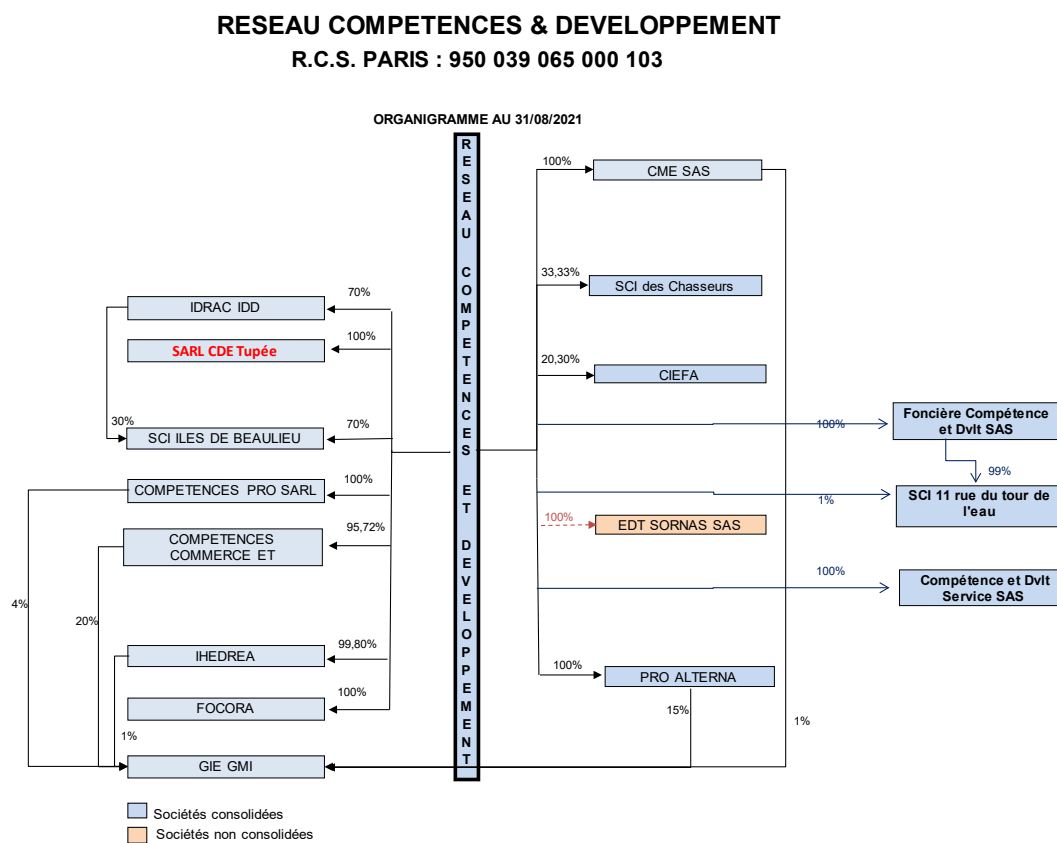 RESEAU COMPETENCES & DEVELOPPEMENT
R.C.S. PARIS : 950 039 065 000 103
ORGANIGRAMME AU 31/08/2021
RESEAU COMPETENCES ET DEVELOPPEMENT
100%
CME SAS
33,33%
SCI des Chasseurs
70%
IDRAC IDD
100%
SARL CDE Tupée
20,30%
CIEFA
30%
SCI ILES DE BEAULIEU
70%
100%
Foncière Compétence
et Dvlt SAS
99%
100%
COMPETENCES PRO SARL
1%
SCI 11 rue du tour de
l'eau
95,72%
COMPETENCES
COMMERCE ET
100%
EDT SORNAS SAS
100%
Compétence et Dvlt
Service SAS
4%
20%
99,80%
IHEDREA
100%
PRO ALTERNA
100%
FOCORA
15%
1%
1%
GIE GMI
Sociétés consolidées
Sociétés non consolidées